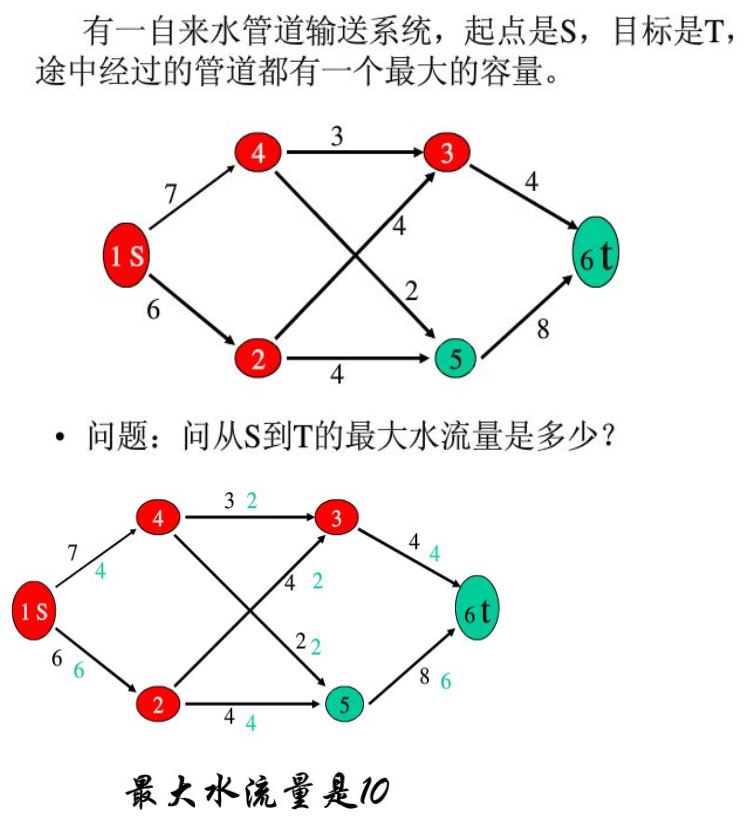 有一自来水管道输送系统，起点是S，目标是T，
途中经过的管道都有一个最大的容量。
4 3 3
7 4
4
1 S 6 t
6 2
8
2 4 5
• 问题：问从S到T的最大水流量是多少？
4 3 2 3
7 4 4 4
4 2
1 S 6 t
6 6 2 2
8 6
2 4 4 5
最大水流量是10